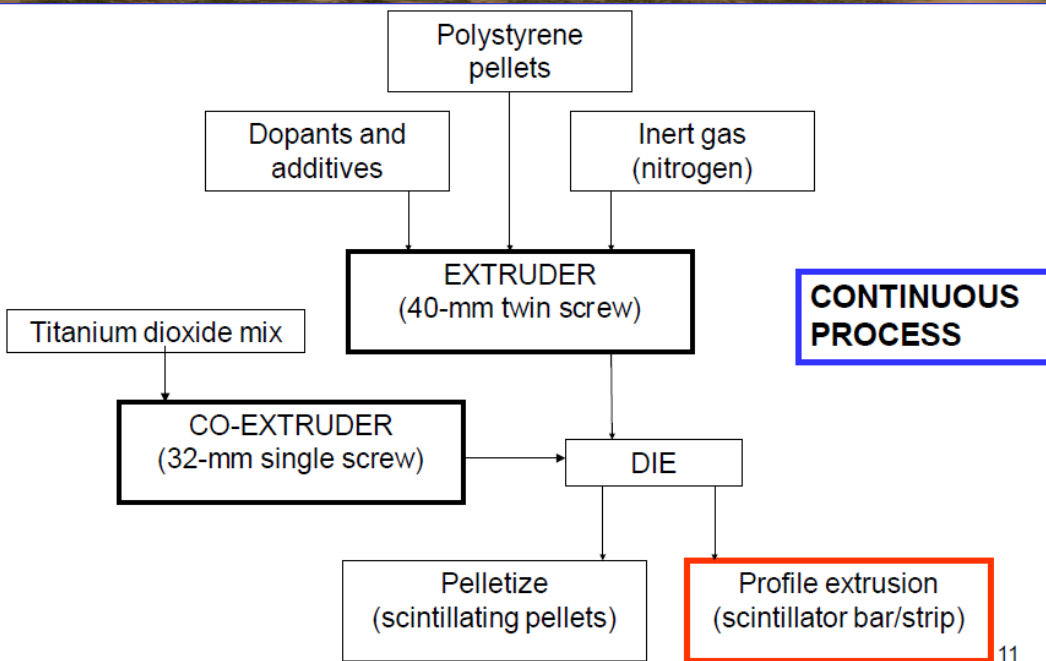 Polystyrene
pellets
Dopants and
additives
Inert gas
(nitrogen)
EXTRUDER
(40-mm twin screw)
CONTINUOUS
PROCESS
Titanium dioxide mix
CO-EXTRUDER
(32-mm single screw)
DIE
Pelletize
(scintillating pellets)
Profile extrusion
(scintillator bar/strip)
11